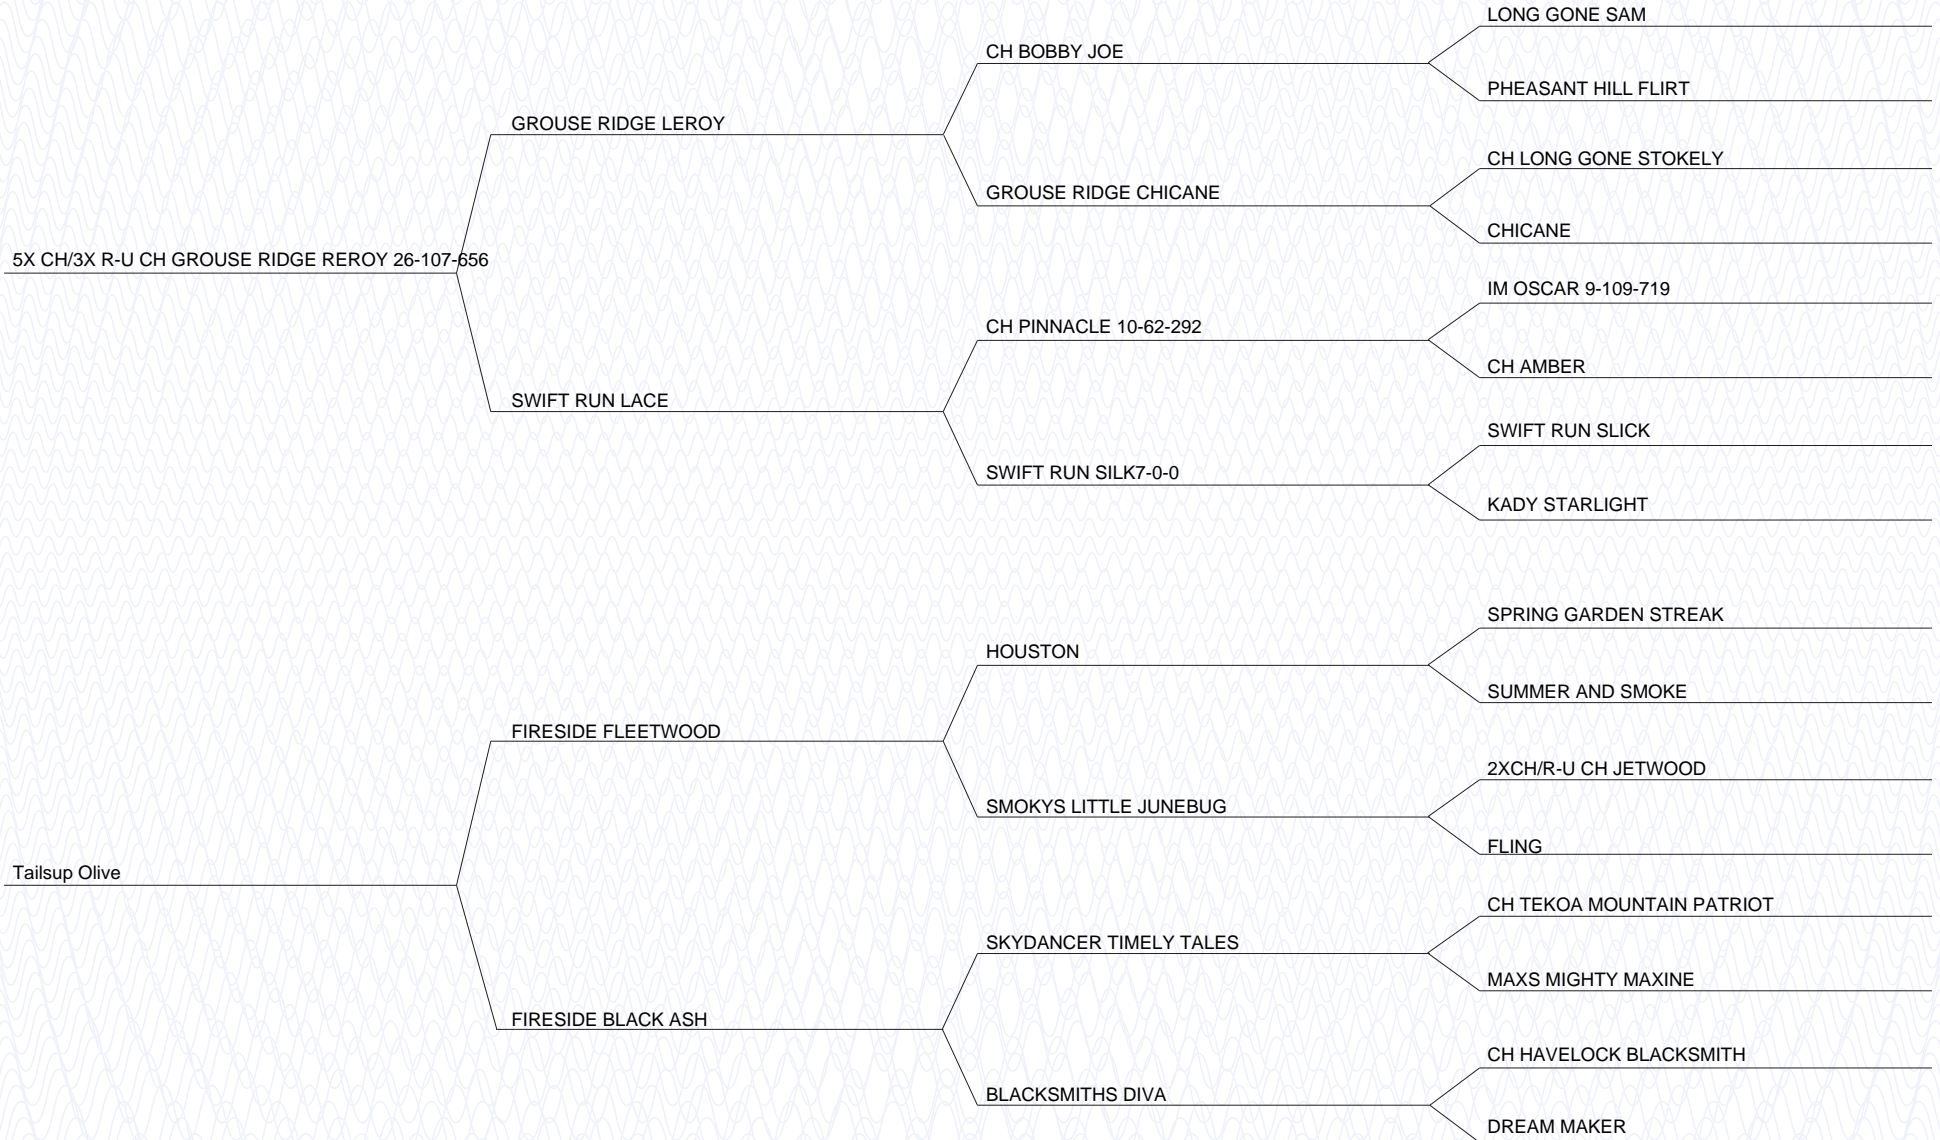 LONG GONE SAM
CH BOBBY JOE
PHEASANT HILL FLIRT
GROUSE RIDGE LEROY
CH LONG GONE STOKELY
GROUSE RIDGE CHICANE
CHICANE
5X CH/3X R-U CH GROUSE RIDGE REROY 26-107-656
IM OSCAR 9-109-719
CH PINNACLE 10-62-292
CH AMBER
SWIFT RUN LACE
SWIFT RUN SLICK
SWIFT RUN SILK7-0-0
KADY STARLIGHT
SPRING GARDEN STREAK
HOUSTON
SUMMER AND SMOKE
FIRESIDE FLEETWOOD
2XCH/R-U CH JETWOOD
SMOKYS LITTLE JUNEBUG
FLING
Tailsup Olive
CH TEKOA MOUNTAIN PATRIOT
SKYDANCER TIMELY TALES
MAXS MIGHTY MAXINE
FIRESIDE BLACK ASH
CH HAVELOCK BLACKSMITH
BLACKSMITHS DIVA
DREAM MAKER